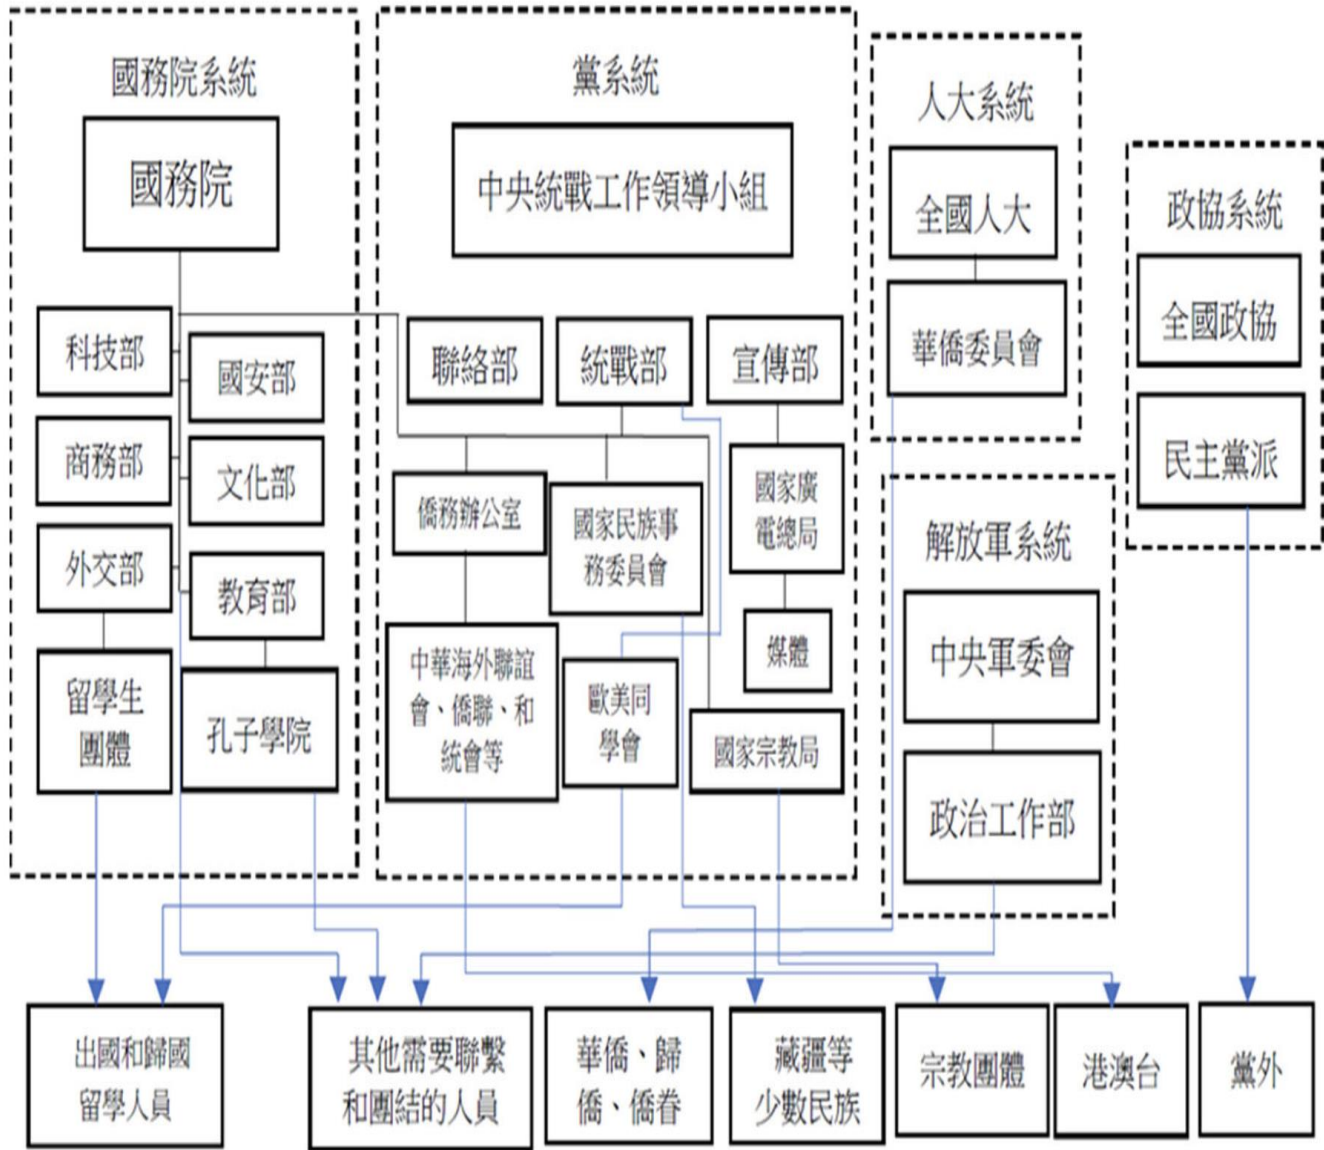 國務院系統
國務院
科技部
國安部
商務部
文化部
外交部
教育部
留學生
團體
孔子學院
黨系統
中央統戰工作領導小組
聯絡部
統戰部
宣傳部
僑務辦公室
國家民族事
務委員會
國家廣
電總局
媒體
中華海外聯誼
會、僑聯、和
統會等
歐美同
學會
國家宗教局
人大系統
全國人大
華僑委員會
政協系統
全國政協
民主黨派
解放軍系統
中央軍委會
政治工作部
出國和歸國
留學人員
其他需要聯繫
和團結的人員
華僑、歸
僑、僑眷
藏疆等
少數民族
宗教團體
港澳台
黨外